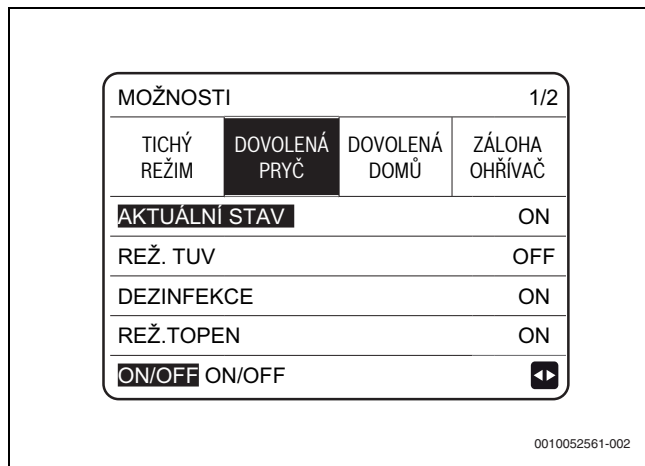 MOŽNOSTI 1/2
TICHÝ REŽIM DOVOLENÁ PRYČ DOVOLENÁ DOMŮ ZÁLOHA OHŘÍVAČ
AKTUÁLNÍ STAV ON
REŽ. TUV OFF
DEZINFEKCE ON
REŽ.TOPEN ON
ON/OFF ON/OFF
0010052561-002